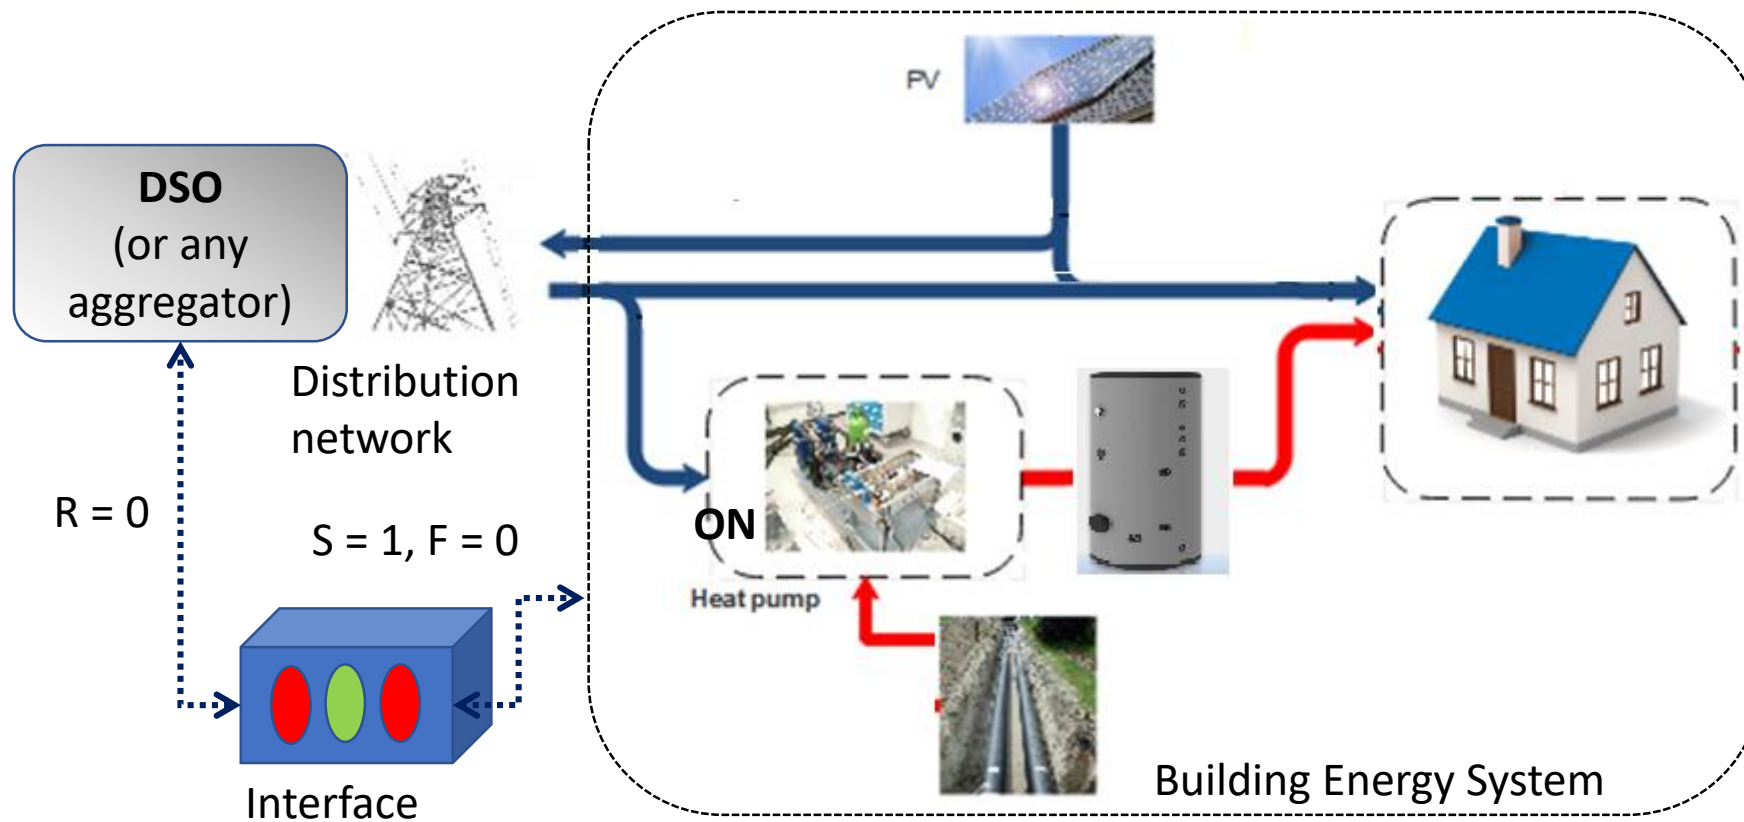 PV
DSO
(or any
aggregator)
Distribution
network
R = 0
S = 1, F = 0
ON
Heat pump
Interface
Building Energy System